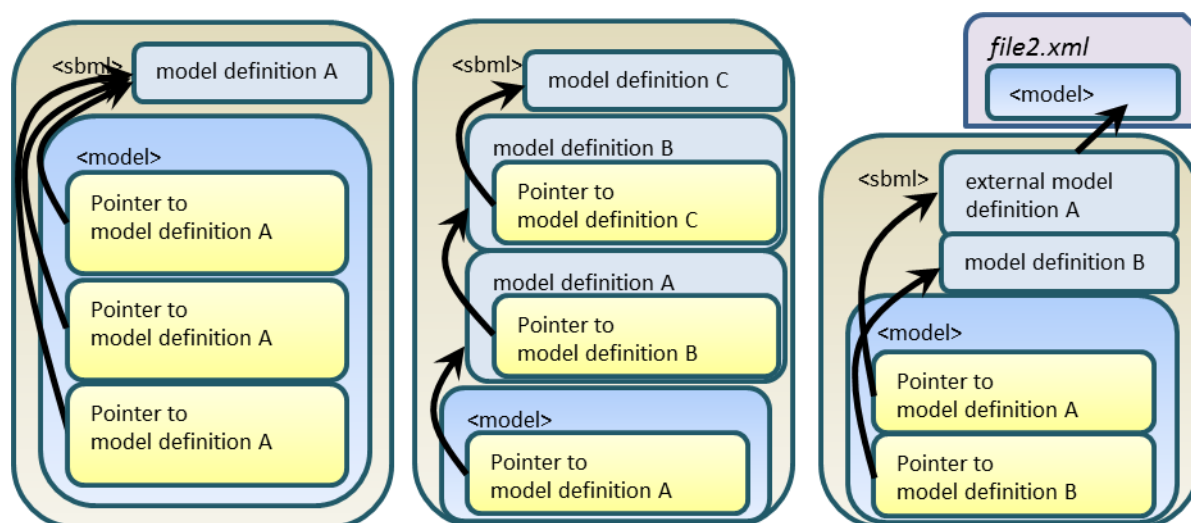 <sbml>
model definition A
<model>
Pointer to
model definition A
Pointer to
model definition A
Pointer to
model definition A
<sbml>
model definition C
model definition B
Pointer to
model definition C
model definition A
Pointer to
model definition B
<model>
Pointer to
model definition A
file2.xml
<model>
<sbml>
external model
definition A
model definition B
<model>
Pointer to
model definition A
Pointer to
model definition B